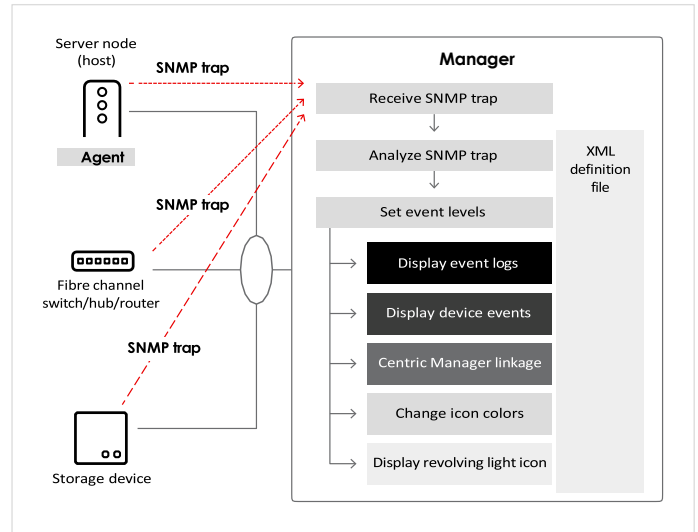 Server node
(host)
SNMP trap
Agent
SNMP trap
Fibre channel
switch/hub/router
SNMP trap
Storage device
Manager
Receive SNMP trap
Analyze SNMP trap
Set event levels
Display event logs
Display device events
Centric Manager linkage
Change icon colors
Display revolving light icon
XML
definition
file